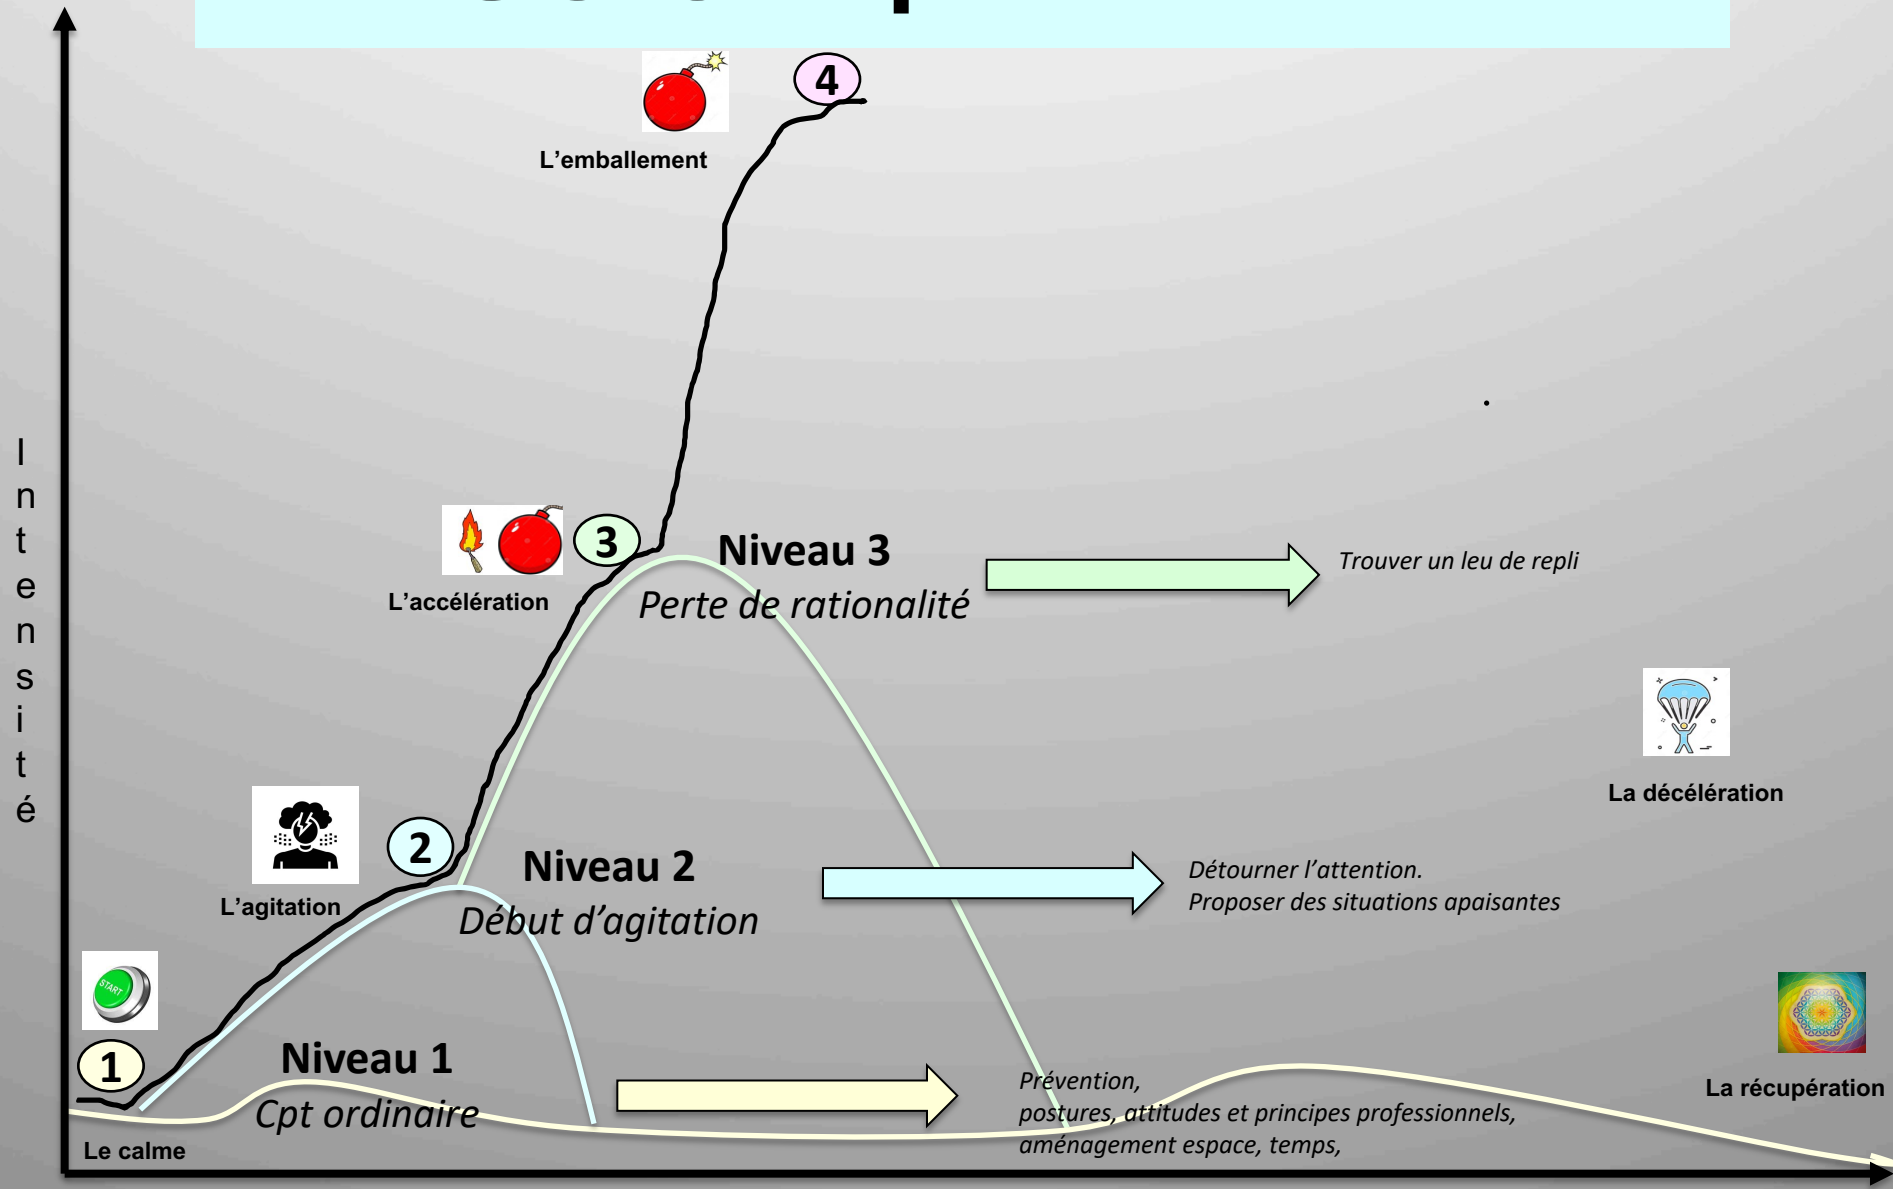 4
L'emballement
Intensité
3
Niveau 3
Perte de rationalité
L'accélération
Trouver un leu de repli
La décélération
2
Niveau 2
Début d'agitation
L'agitation
Détourner l'attention.
Proposer des situations apaisantes
START
1
Niveau 1
Cpt ordinaire
Le calme
Prévention,
postures, attitudes et principes professionnels,
aménagement espace, temps,
La récupération